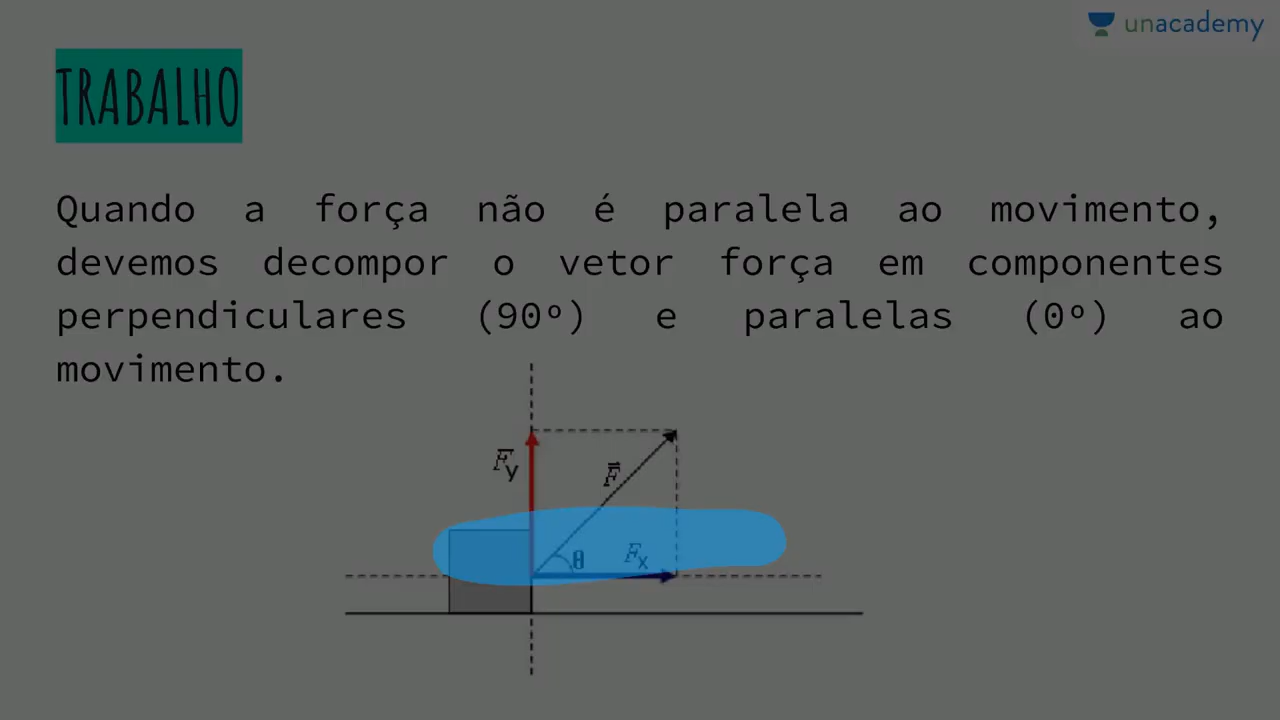 unacademy
TRABALHO
Quando a força não é paralela ao movimento,
devemos decompor o vetor força em componentes
perpendiculares (90º) e paralelas (0º) ao
movimento.
Fy
F
θ
Fx